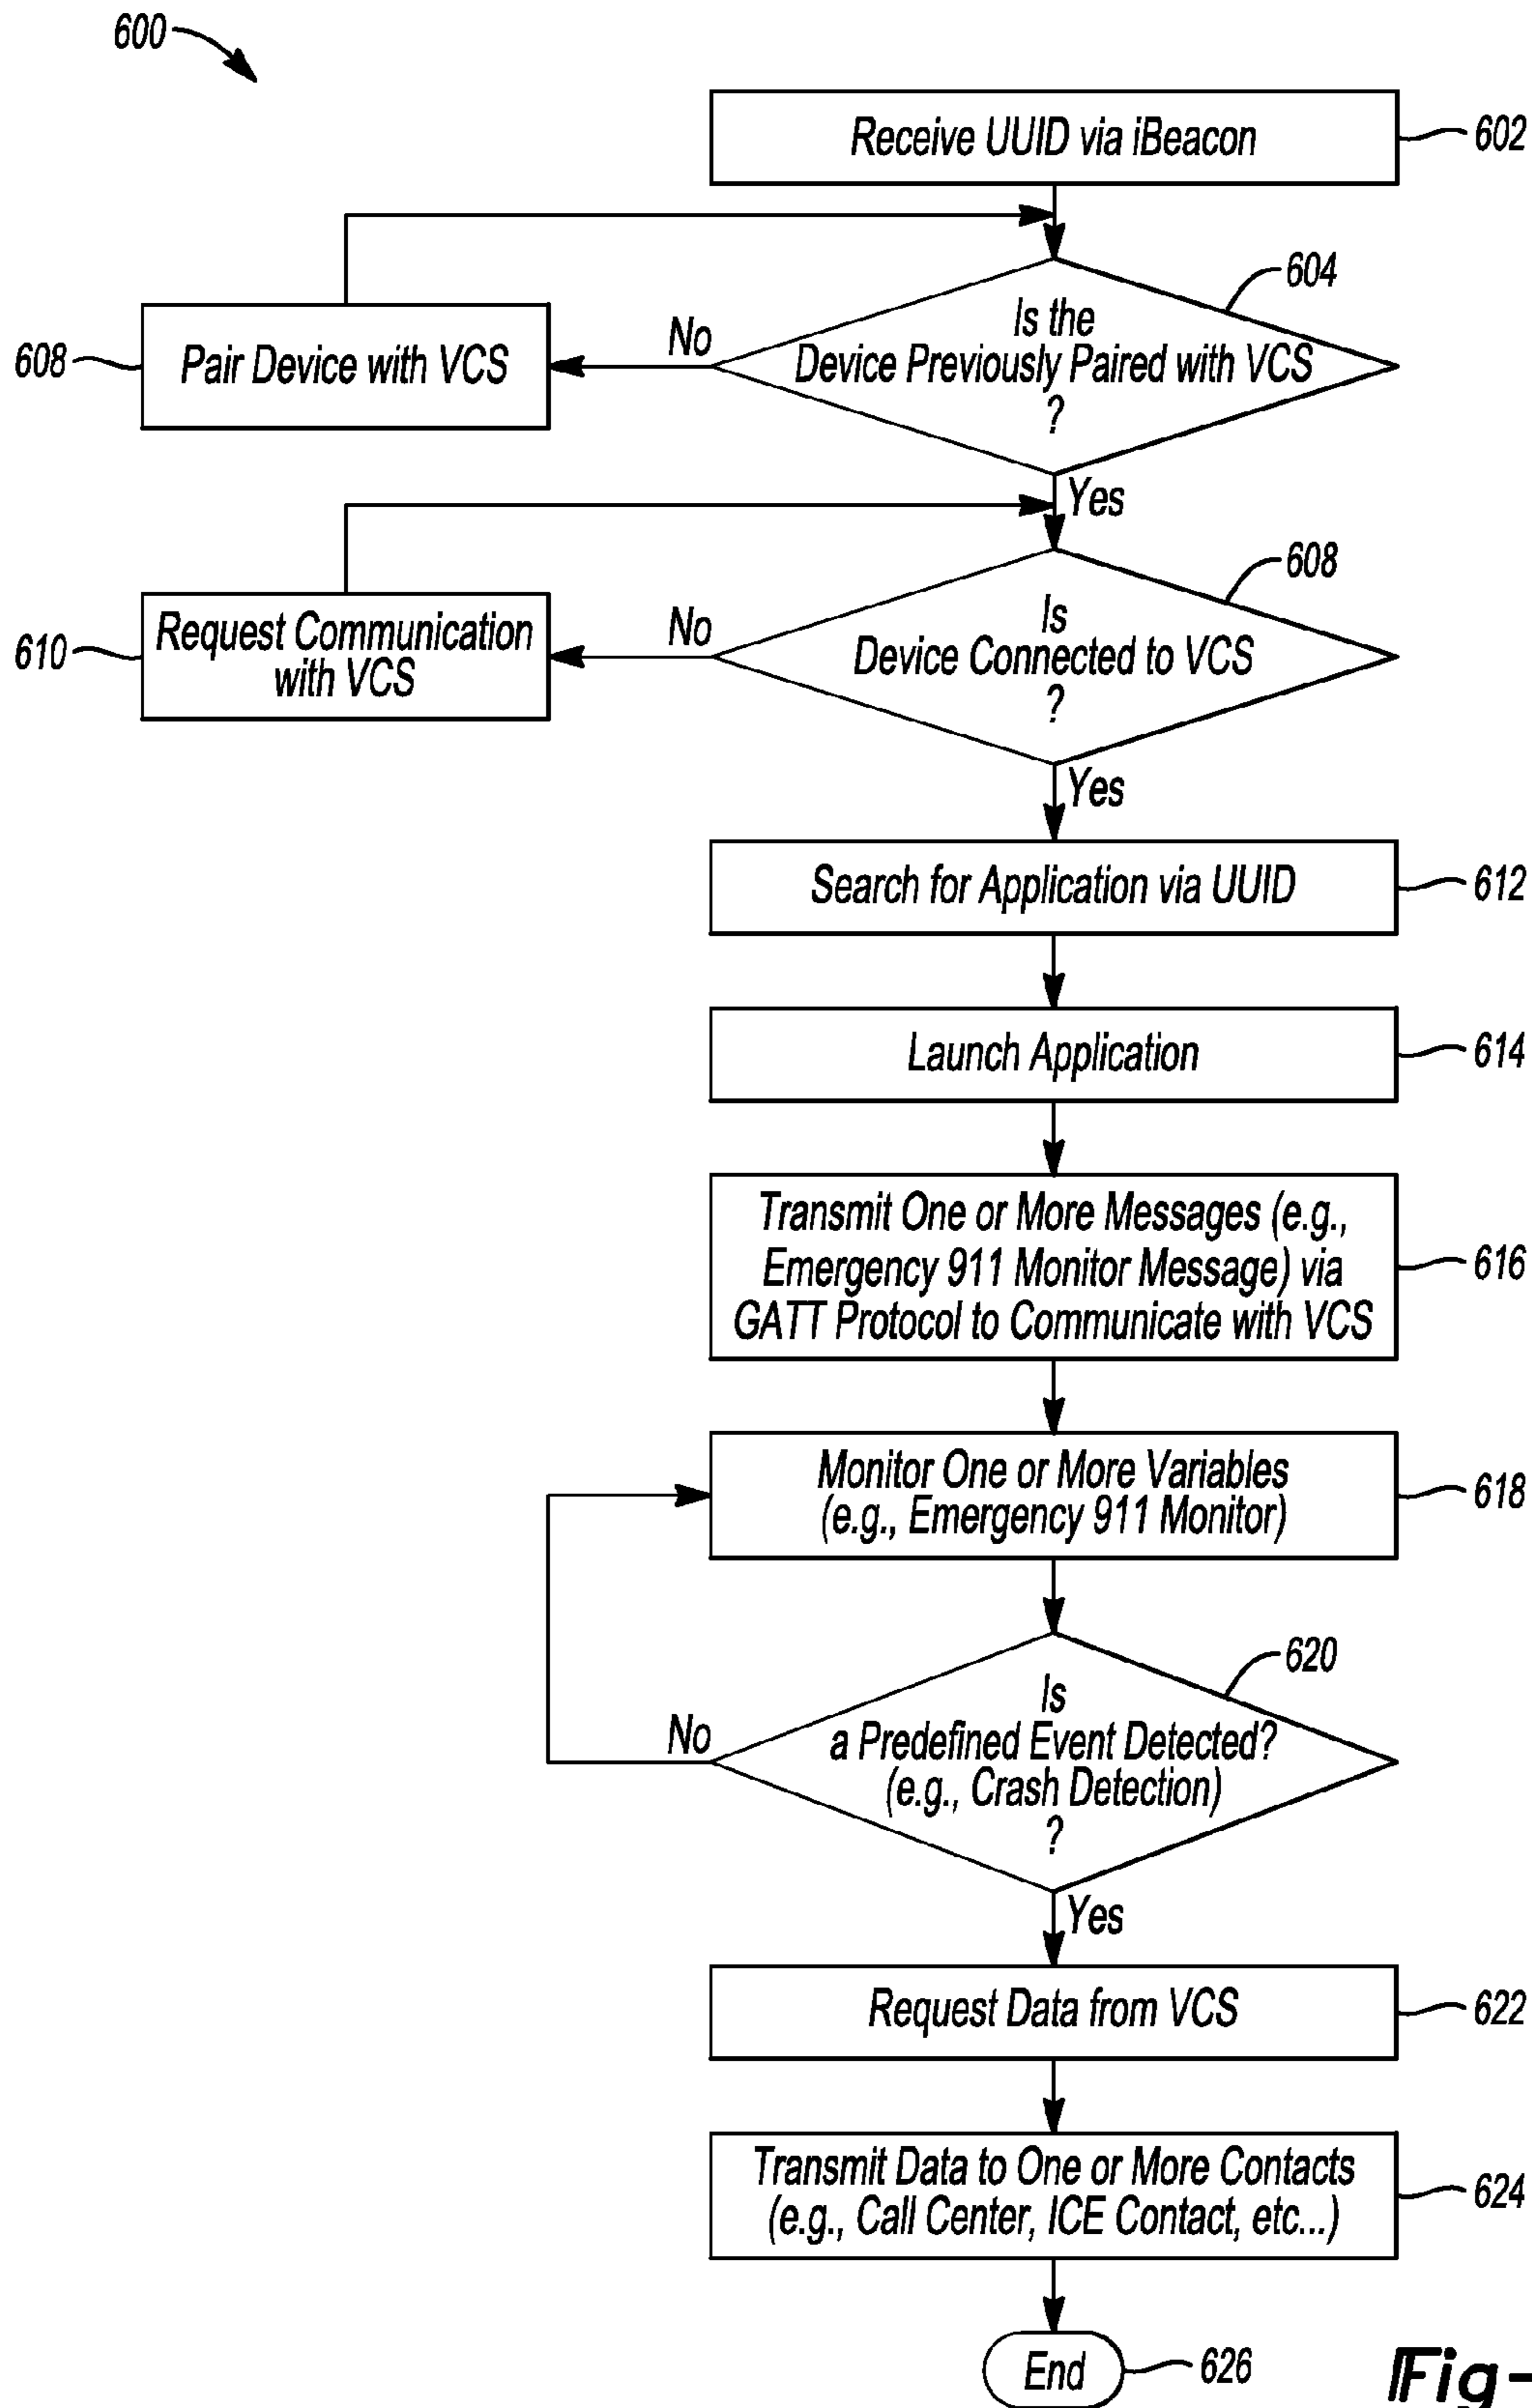 600
Receive UUID via iBeacon
602
604
Is the
Device Previously Paired with VCS
?
No
608
Pair Device with VCS
Yes
608
Is
Device Connected to VCS
?
No
610
Request Communication
with VCS
Yes
Search for Application via UUID
612
Launch Application
614
Transmit One or More Messages (e.g.,
Emergency 911 Monitor Message) via
GATT Protocol to Communicate with VCS
616
Monitor One or More Variables
(e.g., Emergency 911 Monitor)
618
620
Is
a Predefined Event Detected?
(e.g., Crash Detection)
?
No
Yes
Request Data from VCS
622
Transmit Data to One or More Contacts
(e.g., Call Center, ICE Contact, etc...)
624
End
626
Fig-